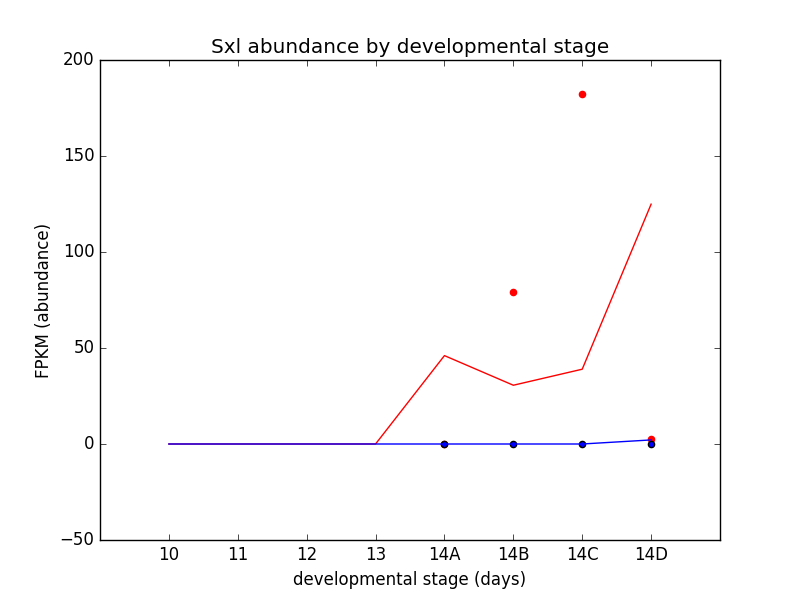 Sxl abundance by developmental stage
200
150
100
50
0
−50
FPKM (abundance)
10 11 12 13 14A 14B 14C 14D
developmental stage (days)